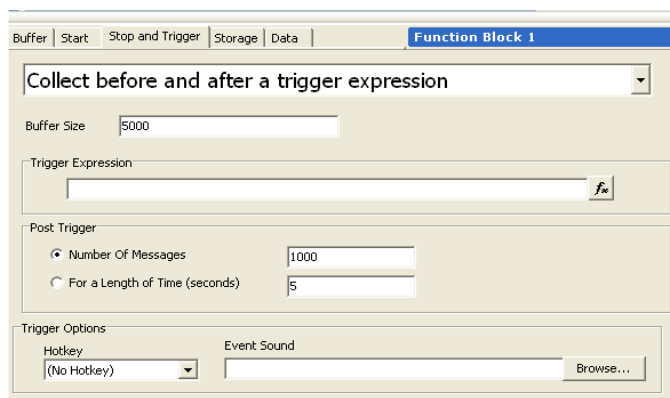 Buffer Start Stop and Trigger Storage Data Function Block 1
Collect before and after a trigger expression
Buffer Size 5000
Trigger Expression
fx
Post Trigger
Number Of Messages 1000
For a Length of Time (seconds) 5
Trigger Options
Hotkey Event Sound
(No Hotkey) Browse...